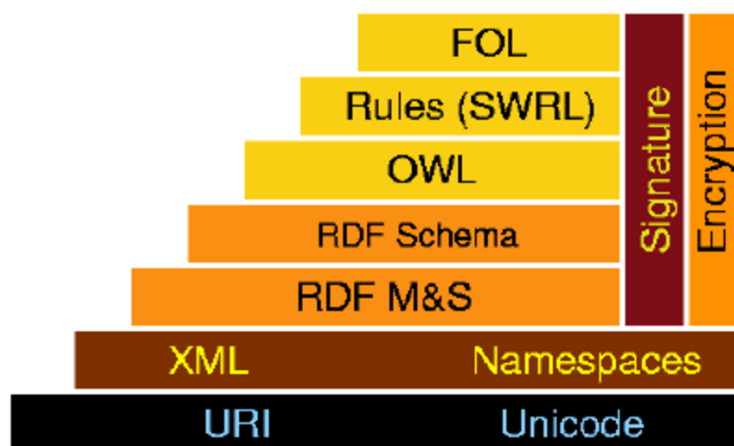 FOL
Rules (SWRL)
OWL
RDF Schema
RDF M&S
Signature
Encryption
XML Namespaces
URI Unicode